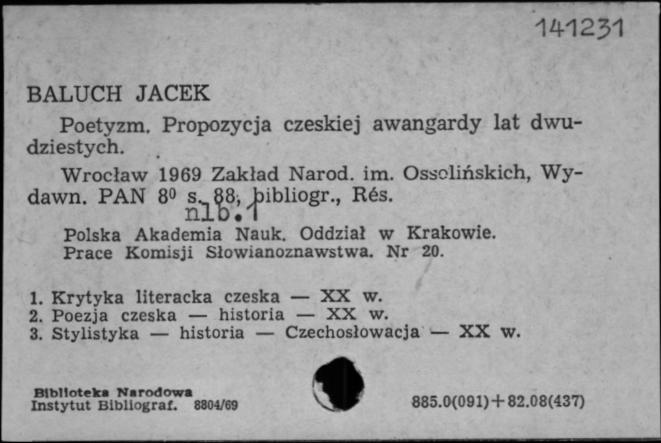 141231
BALUCH JACEK
Poetyzm. Propozycja czeskiej awangardy lat dwu-
dziestych.
Wrocław 1969 Zakład Narod. im. Ossolińskich, Wy-
dawn. PAN 8⁰ s. 88, bibliogr., Rés.
nlb. 1
Polska Akademia Nauk. Oddział w Krakowie.
Prace Komisji Słowianoznawstwa. Nr 20.
1. Krytyka literacka czeska — XX w.
2. Poezja czeska — historia — XX w.
3. Stylistyka — historia — Czechosłowacja — XX w.
Biblioteka Narodowa
Instytut Bibliograf. 8804/69
885.0(091)+82.08(437)